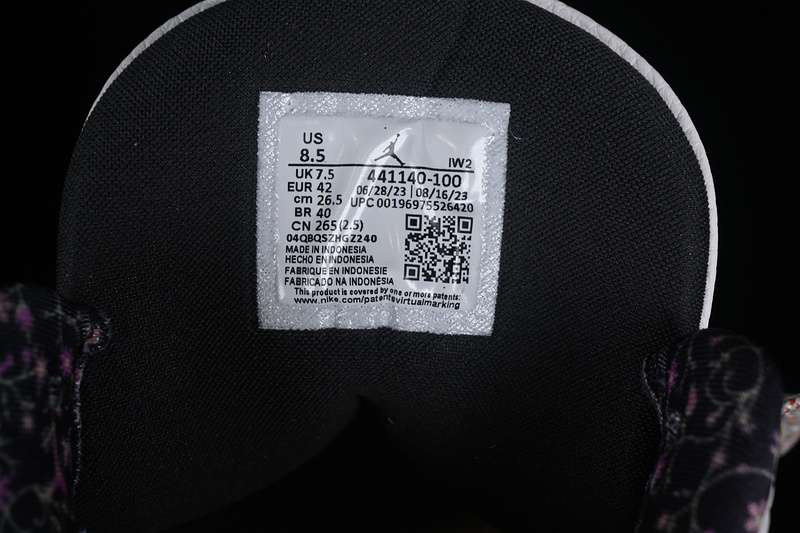 US
8.5
IW2
UK 7.5
441140-100
EUR 42
06/28/23 | 08/16/23
cm 26.5
UPC 00196975526420
BR 40
CN 265(2.5)
04QBQSZHGZ240
MADE IN INDONESIA
HECHO EN INDONESIA
FABRIQUE EN INDONESIE
FABRICADO NA INDONÉSIA
This product is covered by one or more patents:
www.nike.com/patentsvirtualmarking